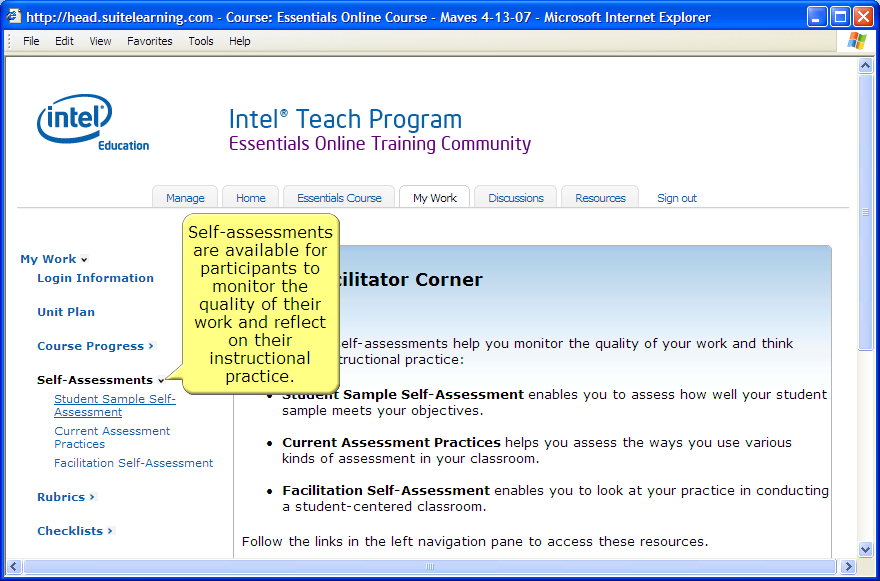 http://head.suitelearning.com - Course: Essentials Online Course - Maves 4-13-07 - Microsoft Internet Explorer
File Edit View Favorites Tools Help
intel®
Education
Intel® Teach Program
Essentials Online Training Community
Manage Home Essentials Course My Work Discussions Resources Sign out
My Work
Login Information
Unit Plan
Course Progress
Self-Assessments
Student Sample Self-
Assessment
Current Assessment
Practices
Facilitation Self-Assessment
Rubrics
Checklists
Self-assessments
are available for
participants to
monitor the
quality of their
work and reflect
on their
instructional
practice.
cilitator Corner
self-assessments help you monitor the quality of your work and think
structional practice:
• Student Sample Self-Assessment enables you to assess how well your student
sample meets your objectives.
• Current Assessment Practices helps you assess the ways you use various
kinds of assessment in your classroom.
• Facilitation Self-Assessment enables you to look at your practice in conducting
a student-centered classroom.
Follow the links in the left navigation pane to access these resources.